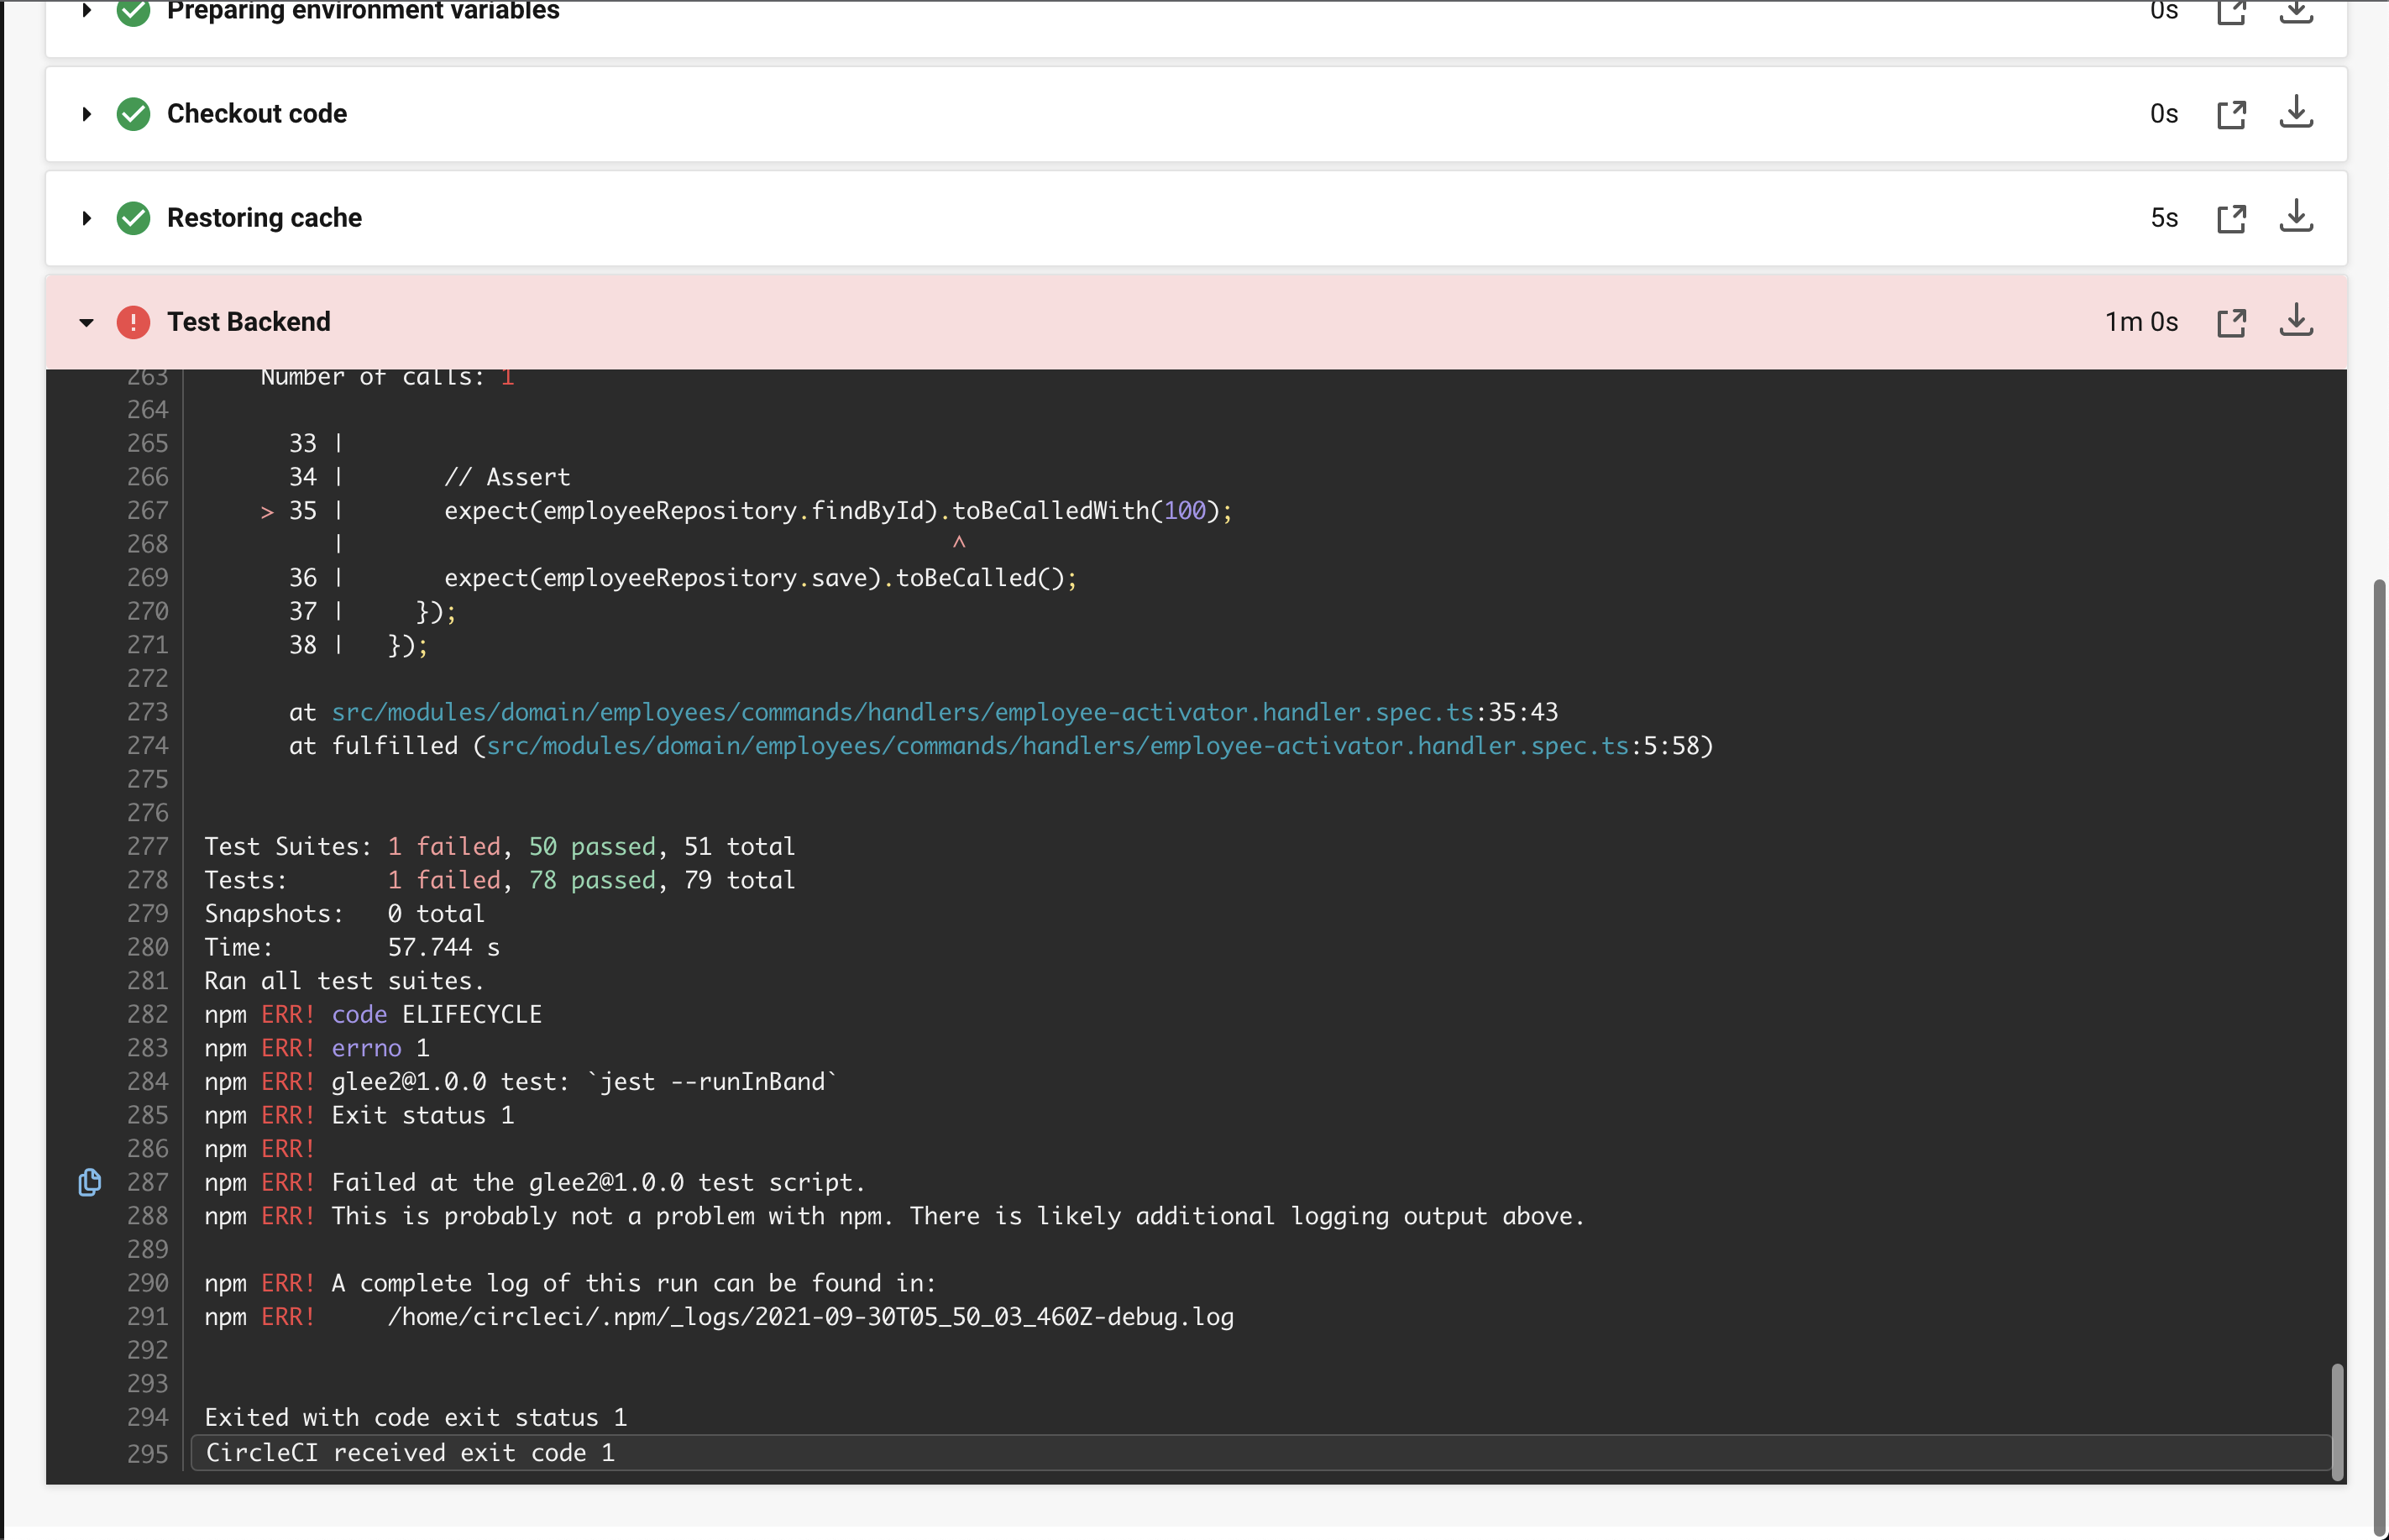 Preparing environment variables 0s
Checkout code 0s
Restoring cache 5s
Test Backend 1m 0s
263     Number of calls: 1
264
265       33 |
266       34 |       // Assert
267     > 35 |       expect(employeeRepository.findById).toBeCalledWith(100);
268          |                                           ^
269       36 |       expect(employeeRepository.save).toBeCalled();
270       37 |     });
271       38 |   });
272
273       at src/modules/domain/employees/commands/handlers/employee-activator.handler.spec.ts:35:43
274       at fulfilled (src/modules/domain/employees/commands/handlers/employee-activator.handler.spec.ts:5:58)
275
276
277 Test Suites: 1 failed, 50 passed, 51 total
278 Tests:       1 failed, 78 passed, 79 total
279 Snapshots:   0 total
280 Time:        57.744 s
281 Ran all test suites.
282 npm ERR! code ELIFECYCLE
283 npm ERR! errno 1
284 npm ERR! glee2@1.0.0 test: `jest --runInBand`
285 npm ERR! Exit status 1
286 npm ERR!
287 npm ERR! Failed at the glee2@1.0.0 test script.
288 npm ERR! This is probably not a problem with npm. There is likely additional logging output above.
289
290 npm ERR! A complete log of this run can be found in:
291 npm ERR!     /home/circleci/.npm/_logs/2021-09-30T05_50_03_460Z-debug.log
292
293
294 Exited with code exit status 1
295 CircleCI received exit code 1